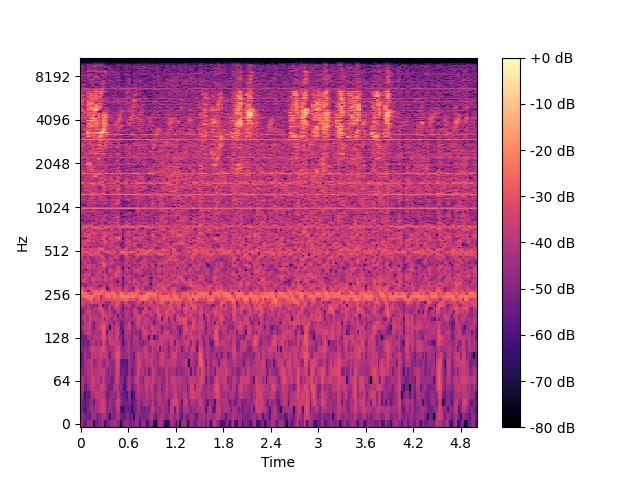 Hz
8192
4096
2048
1024
512
256
128
64
0
0 0.6 1.2 1.8 2.4 3 3.6 4.2 4.8
Time
+0 dB
-10 dB
-20 dB
-30 dB
-40 dB
-50 dB
-60 dB
-70 dB
-80 dB